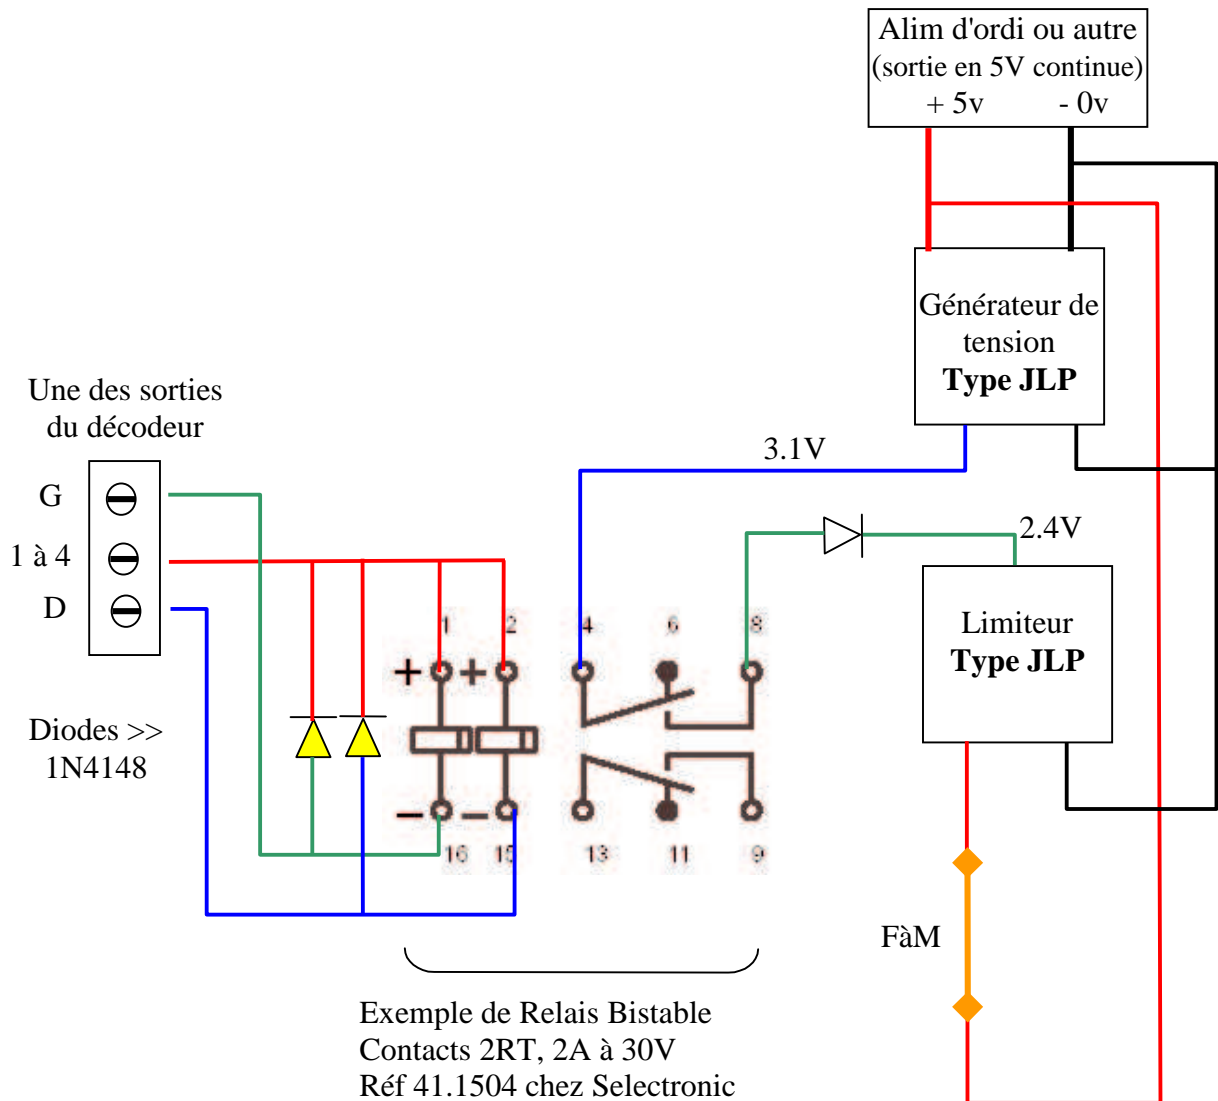 Alim d'ordi ou autre
(sortie en 5V continue)
+ 5v - 0v
Générateur de
tension
Type JLP
Une des sorties
du décodeur
3.1V
G
2.4V
1 à 4
D
1 2 4 6 8
Limiteur
Type JLP
+ +
Diodes >>
1N4148
- -
16 15 13 11 9
FàM
Exemple de Relais Bistable
Contacts 2RT, 2A à 30V
Réf 41.1504 chez Selectronic